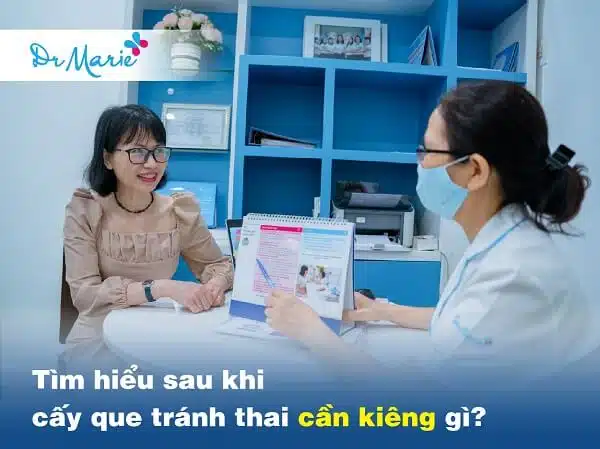 Dr Marie
Tìm hiểu sau khi
cấy que tránh thai cần kiêng gì?